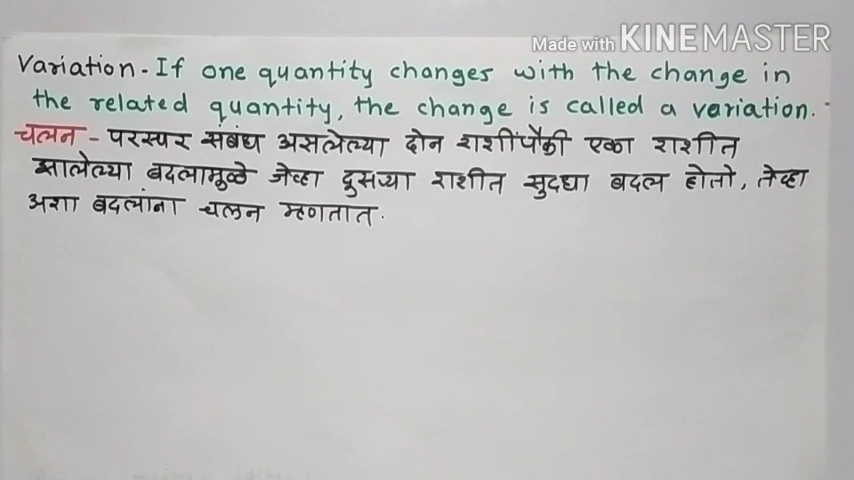 Made with KINEMASTER
Variation - If one quantity changes with the change in
the related quantity, the change is called a variation.
चलन - परस्पर संबंध असलेल्या दोन राशींपैकी एका राशीत
झालेल्या बदलामुळे जेव्हा दुसऱ्या राशीत सुद्धा बदल होतो, तेव्हा
अशा बदलांना चलन म्हणतात.